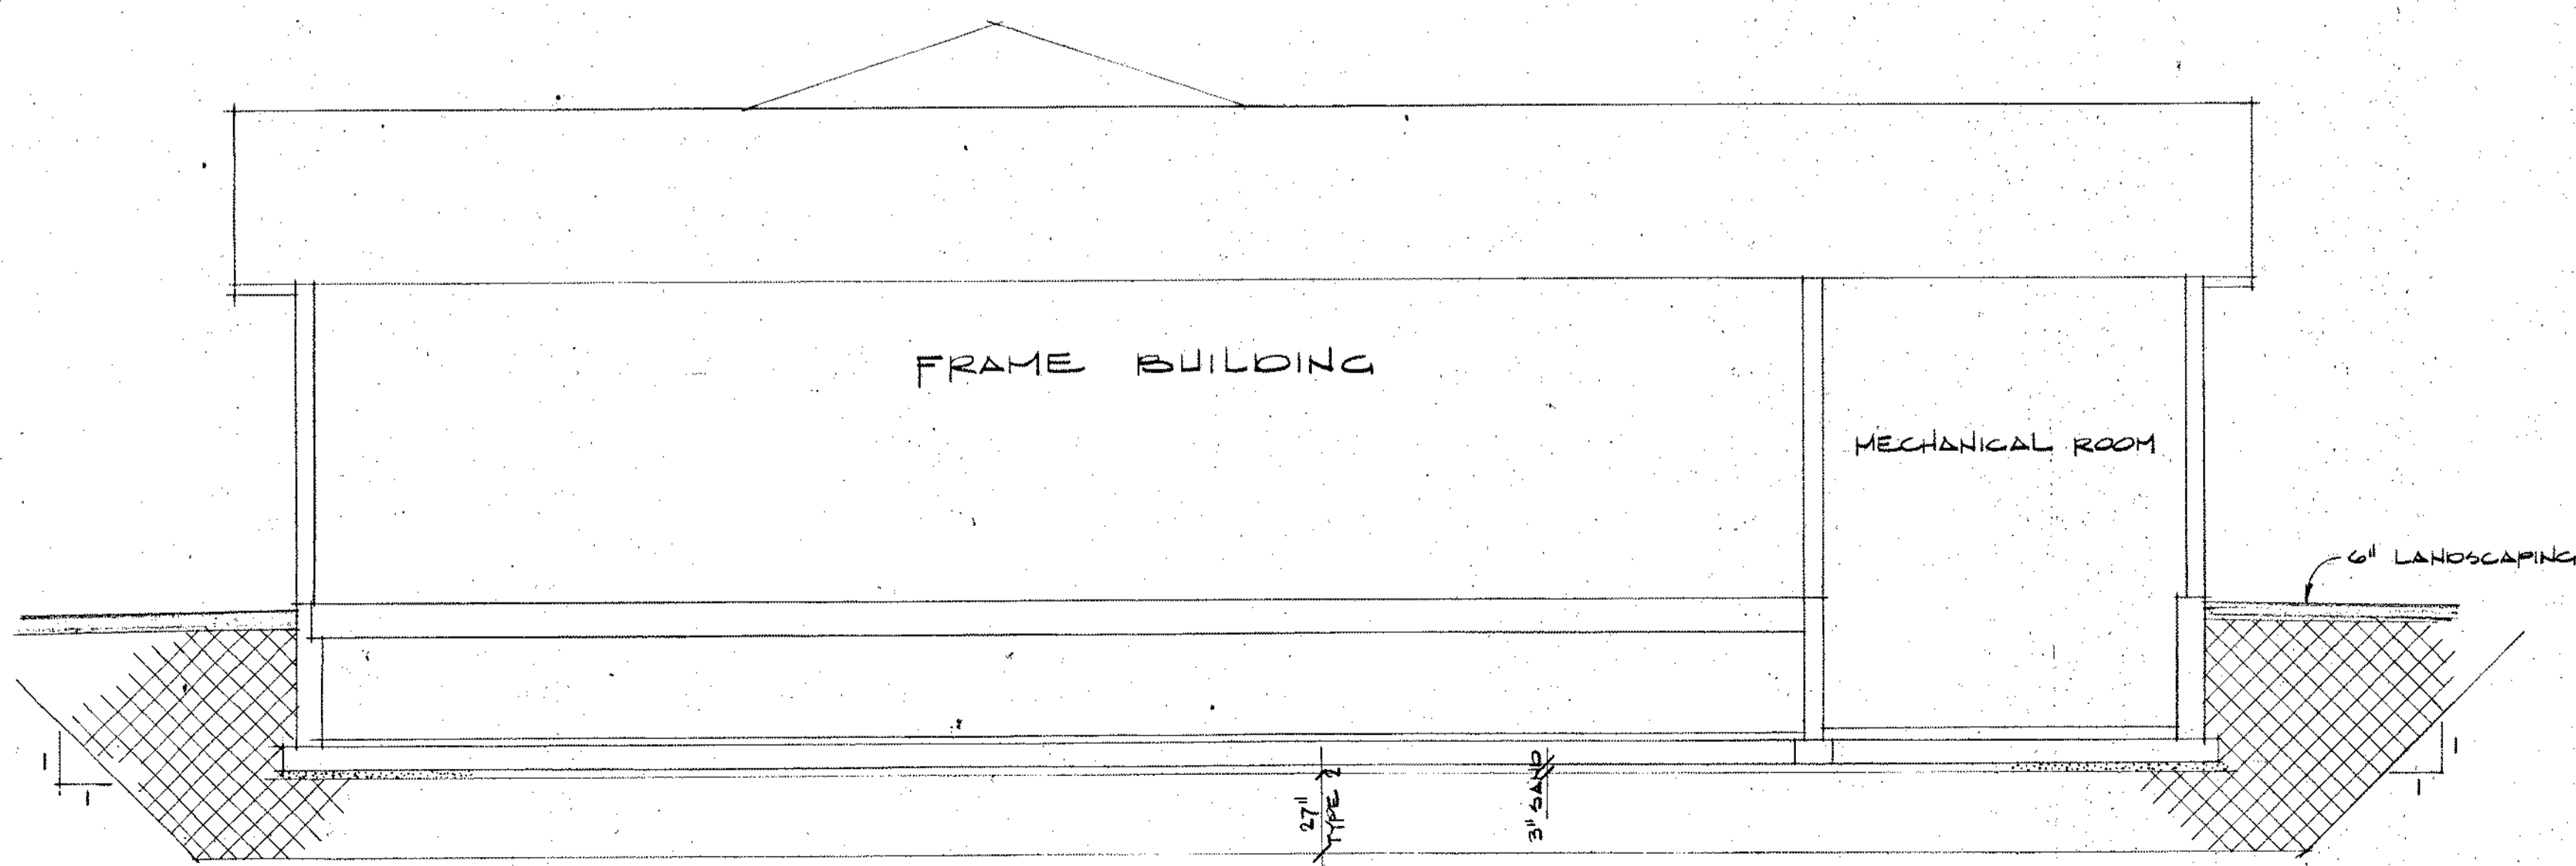 FRAME BUILDING
MECHANICAL ROOM
6" LANDSCAPING
1
1
1
1
27"
TYPE 2
3" SAND